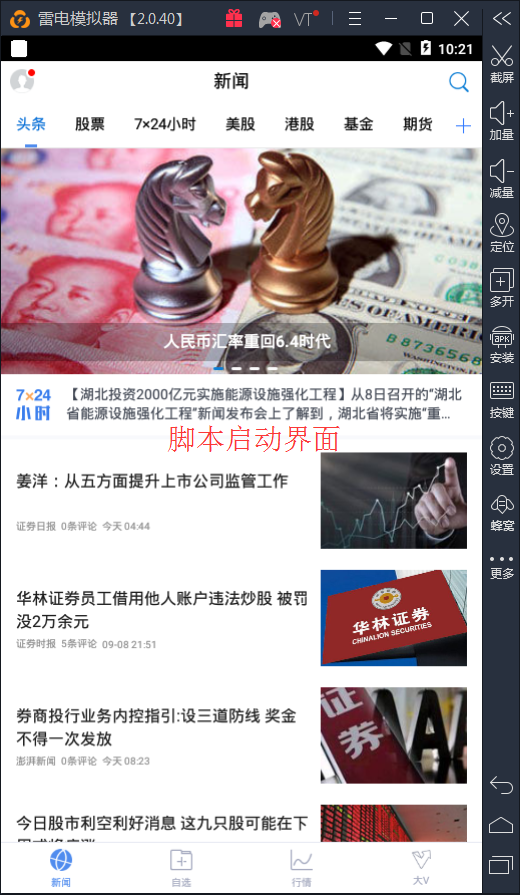 雷电模拟器 【2.0.40】
VT
10:21
新闻
头条 股票 7×24小时 美股 港股 基金 期货
人民币汇率重回6.4时代
7×24
小时
【湖北投资2000亿元实施能源设施强化工程】从8日召开的“湖北
省能源设施强化工程”新闻发布会上了解到，湖北省将实施“重...
脚本启动界面
姜洋：从五方面提升上市公司监管工作
证券日报 0条评论 今天 04:44
华林证券员工借用他人账户违法炒股 被罚
没2万余元
证券时报 5条评论 09-08 21:51
华林证券
CHINALION SECURITIES
券商投行业务内控指引:设三道防线 奖金
不得一次发放
澎湃新闻 0条评论 今天 08:23
证
券
今日股市利空利好消息 这九只股可能在下
新闻
自选
行情
大V
截屏
加量
减量
定位
多开
APK
安装
按键
设置
蜂窝
更多